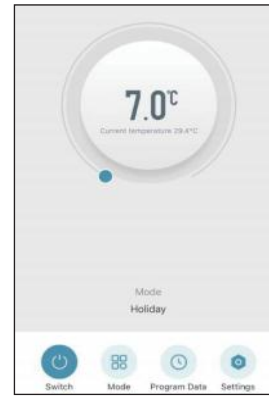 7.0°C
Current temperature 29.4°C
Mode
Holiday
Switch Mode Program Data Settings